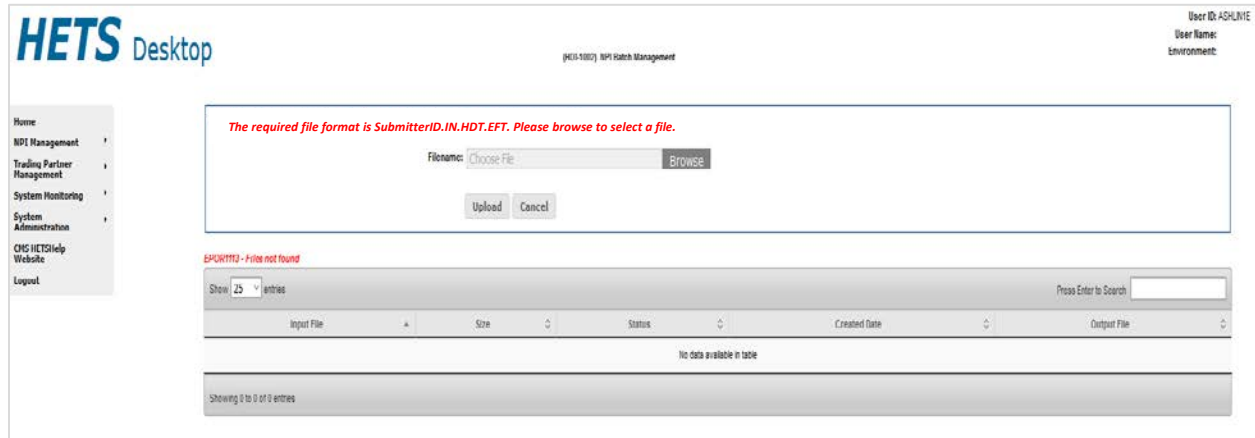 HETS Desktop
User ID: ASHLIN1E
User Name:
Environment:
(HDT-1002) NPI Batch Management
Home
NPI Management
Trading Partner
Management
System Monitoring
System
Administration
CMS HETSHelp
Website
Logout
The required file format is SubmitterID.IN.HDT.EFT. Please browse to select a file.
Filename: Choose File Browse
Upload Cancel
- Files not found
Show 25 entries
Press Enter to Search
Input File Size Status Created Date Output File
No data available in table
Showing 0 to 0 of 0 entries